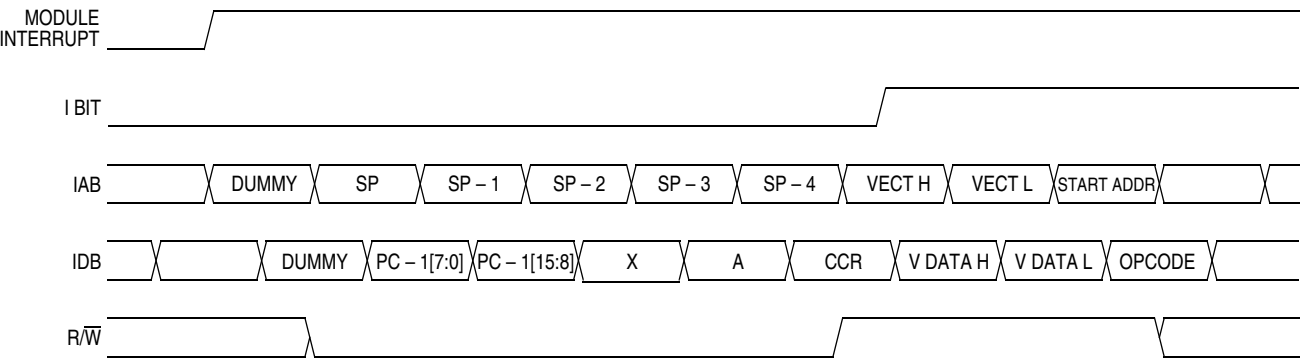 MODULE
INTERRUPT
I BIT
IAB DUMMY SP SP – 1 SP – 2 SP – 3 SP – 4 VECT H VECT L START ADDR
IDB DUMMY PC – 1[7:0] PC – 1[15:8] X A CCR V DATA H V DATA L OPCODE
R/W̅